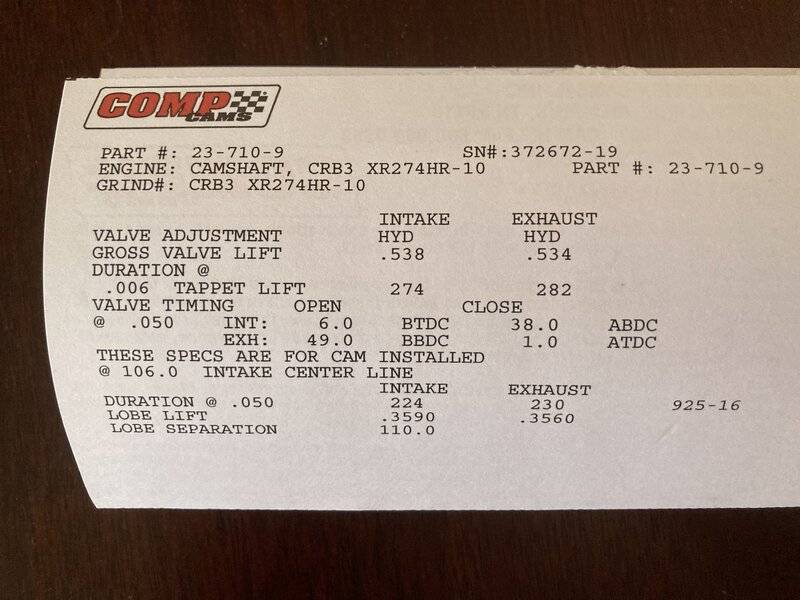 COMP CAMS
PART #: 23-710-9 SN#:372672-19
ENGINE: CAMSHAFT, CRB3 XR274HR-10 PART #: 23-710-9
GRIND#: CRB3 XR274HR-10
INTAKE EXHAUST
VALVE ADJUSTMENT HYD HYD
GROSS VALVE LIFT .538 .534
DURATION @
.006 TAPPET LIFT 274 282
VALVE TIMING OPEN CLOSE
@ .050 INT: 6.0 BTDC 38.0 ABDC
EXH: 49.0 BBDC 1.0 ATDC
THESE SPECS ARE FOR CAM INSTALLED
@ 106.0 INTAKE CENTER LINE
INTAKE EXHAUST
DURATION @ .050 224 230 925-16
LOBE LIFT .3590 .3560
LOBE SEPARATION 110.0